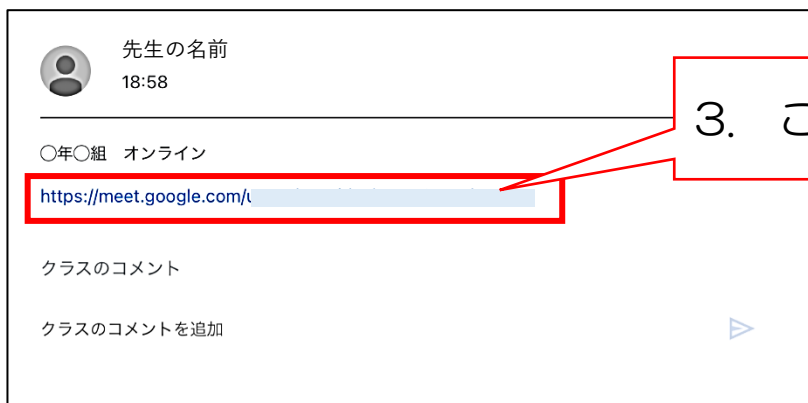 先生の名前
18:58
3. こ
〇年〇組 オンライン
https://meet.google.com/u
クラスのコメント
クラスのコメントを追加